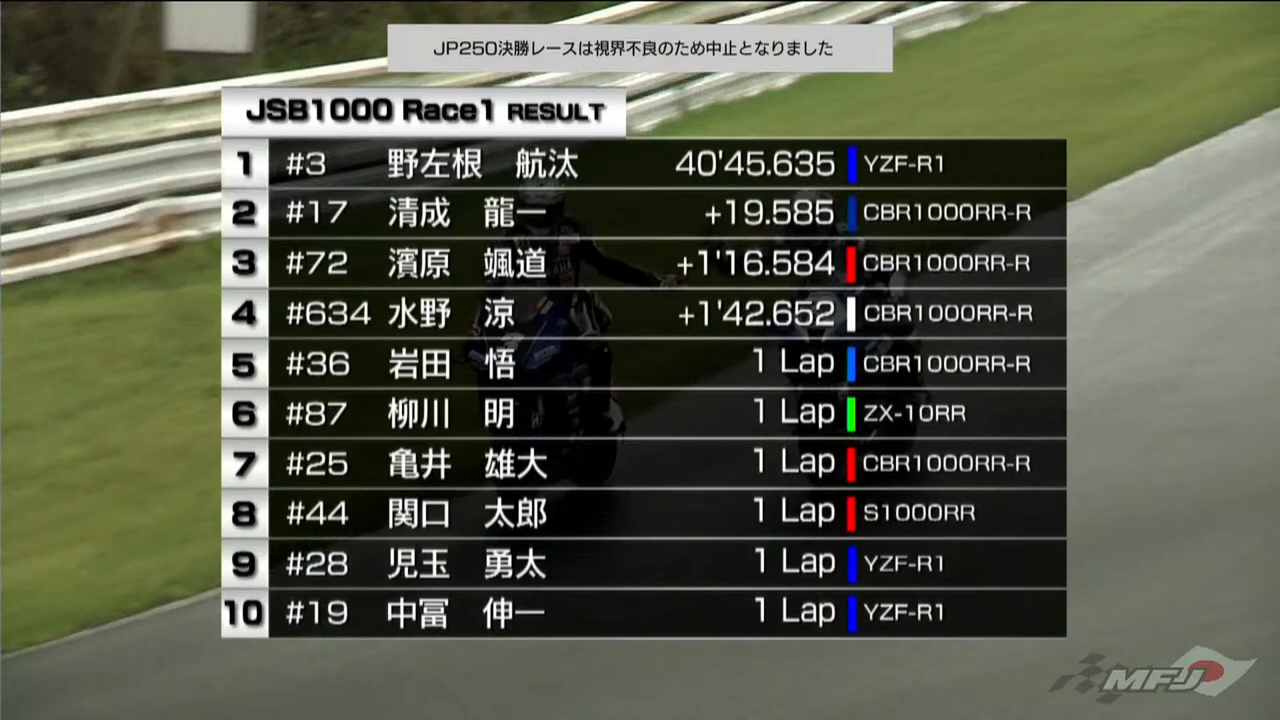 JP250決勝レースは視界不良のため中止となりました
JSB1000 Race1 RESULT
1 #3 野左根 航汰 40'45.635 YZF-R1
2 #17 清成 龍一 +19.585 CBR1000RR-R
3 #72 濱原 颯道 +1'16.584 CBR1000RR-R
4 #634 水野 涼 +1'42.652 CBR1000RR-R
5 #36 岩田 悟 1 Lap CBR1000RR-R
6 #87 柳川 明 1 Lap ZX-10RR
7 #25 亀井 雄大 1 Lap CBR1000RR-R
8 #44 関口 太郎 1 Lap S1000RR
9 #28 児玉 勇太 1 Lap YZF-R1
10 #19 中冨 伸一 1 Lap YZF-R1
MFJ